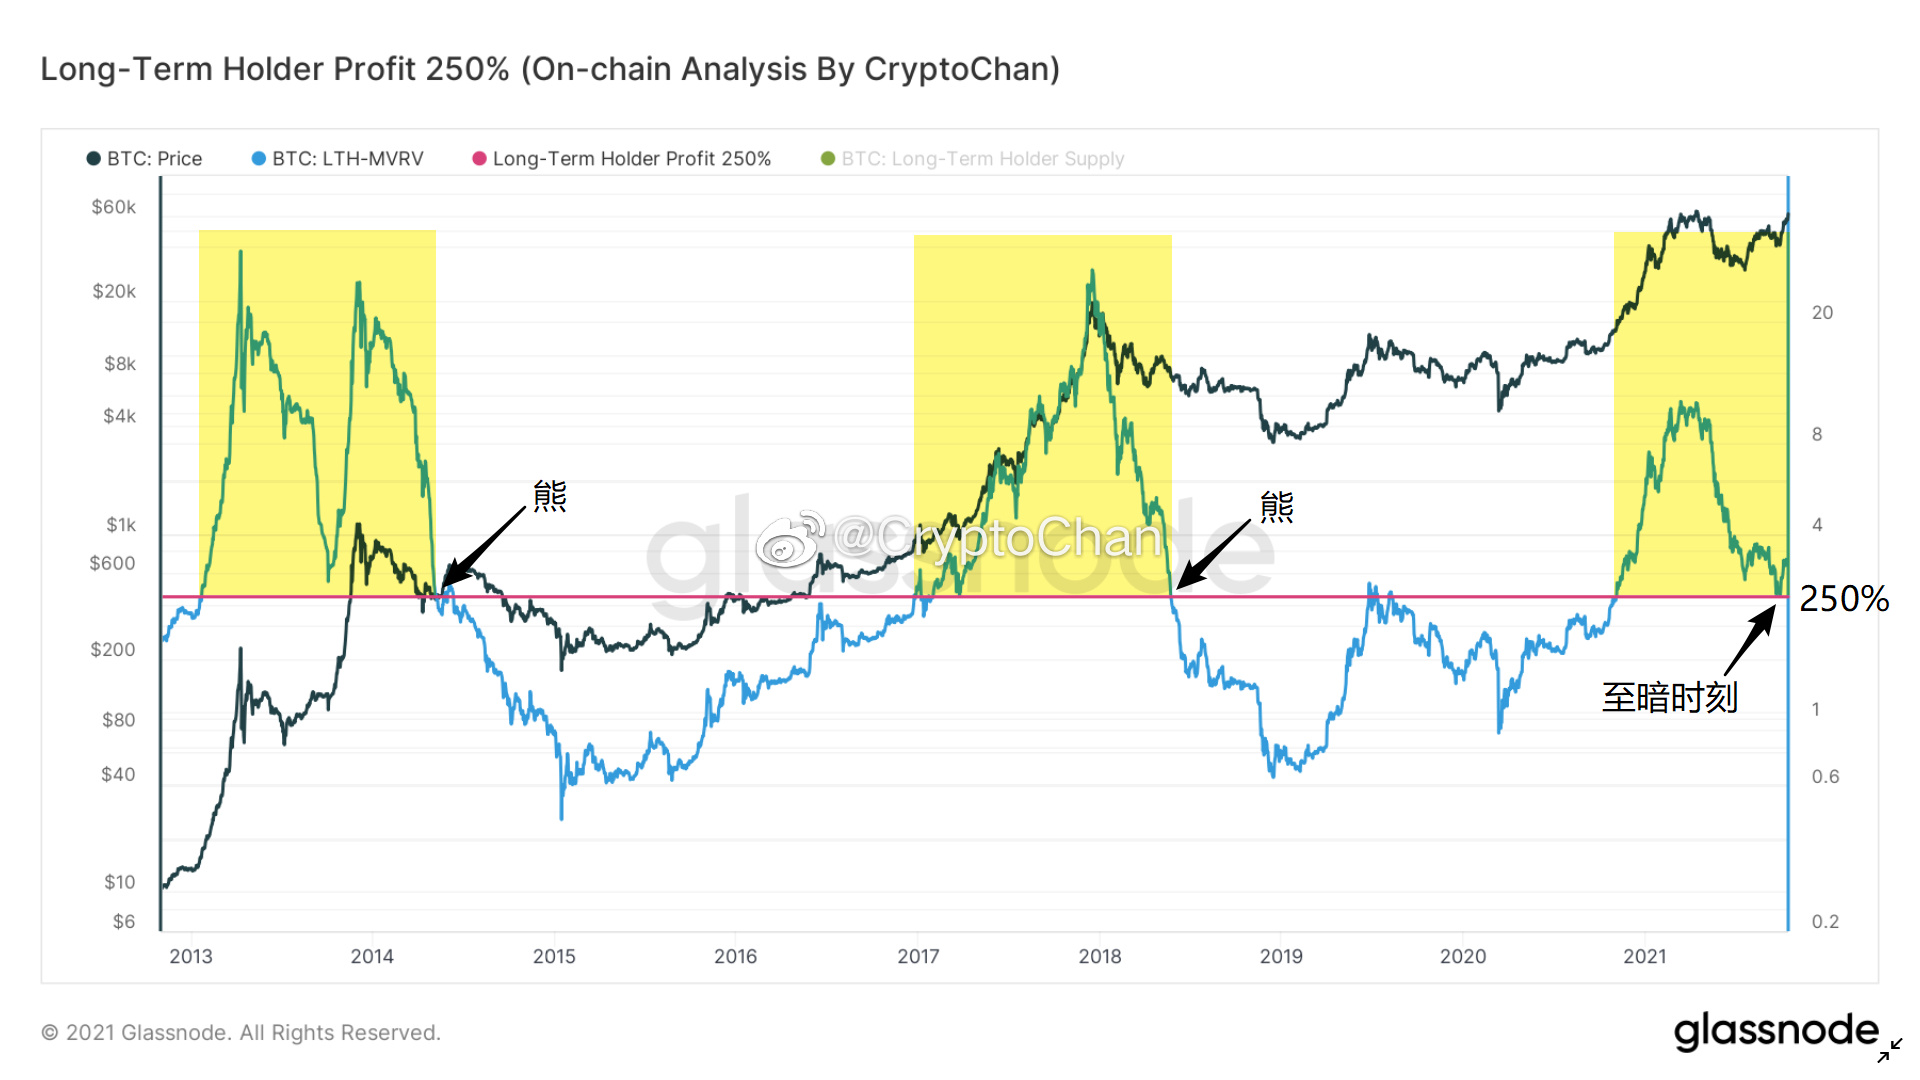 Long-Term Holder Profit 250% (On-chain Analysis By CryptoChan)
BTC: Price
BTC: LTH-MVRV
Long-Term Holder Profit 250%
BTC: Long-Term Holder Supply
$60k
$20k
$8k
$4k
$1k
$600
$200
$80
$40
$10
$6
20
8
4
250%
1
0.6
0.2
熊
熊
至暗时刻
glassnode
@CryptoChan
2013
2014
2015
2016
2017
2018
2019
2020
2021
© 2021 Glassnode. All Rights Reserved.
glassnode